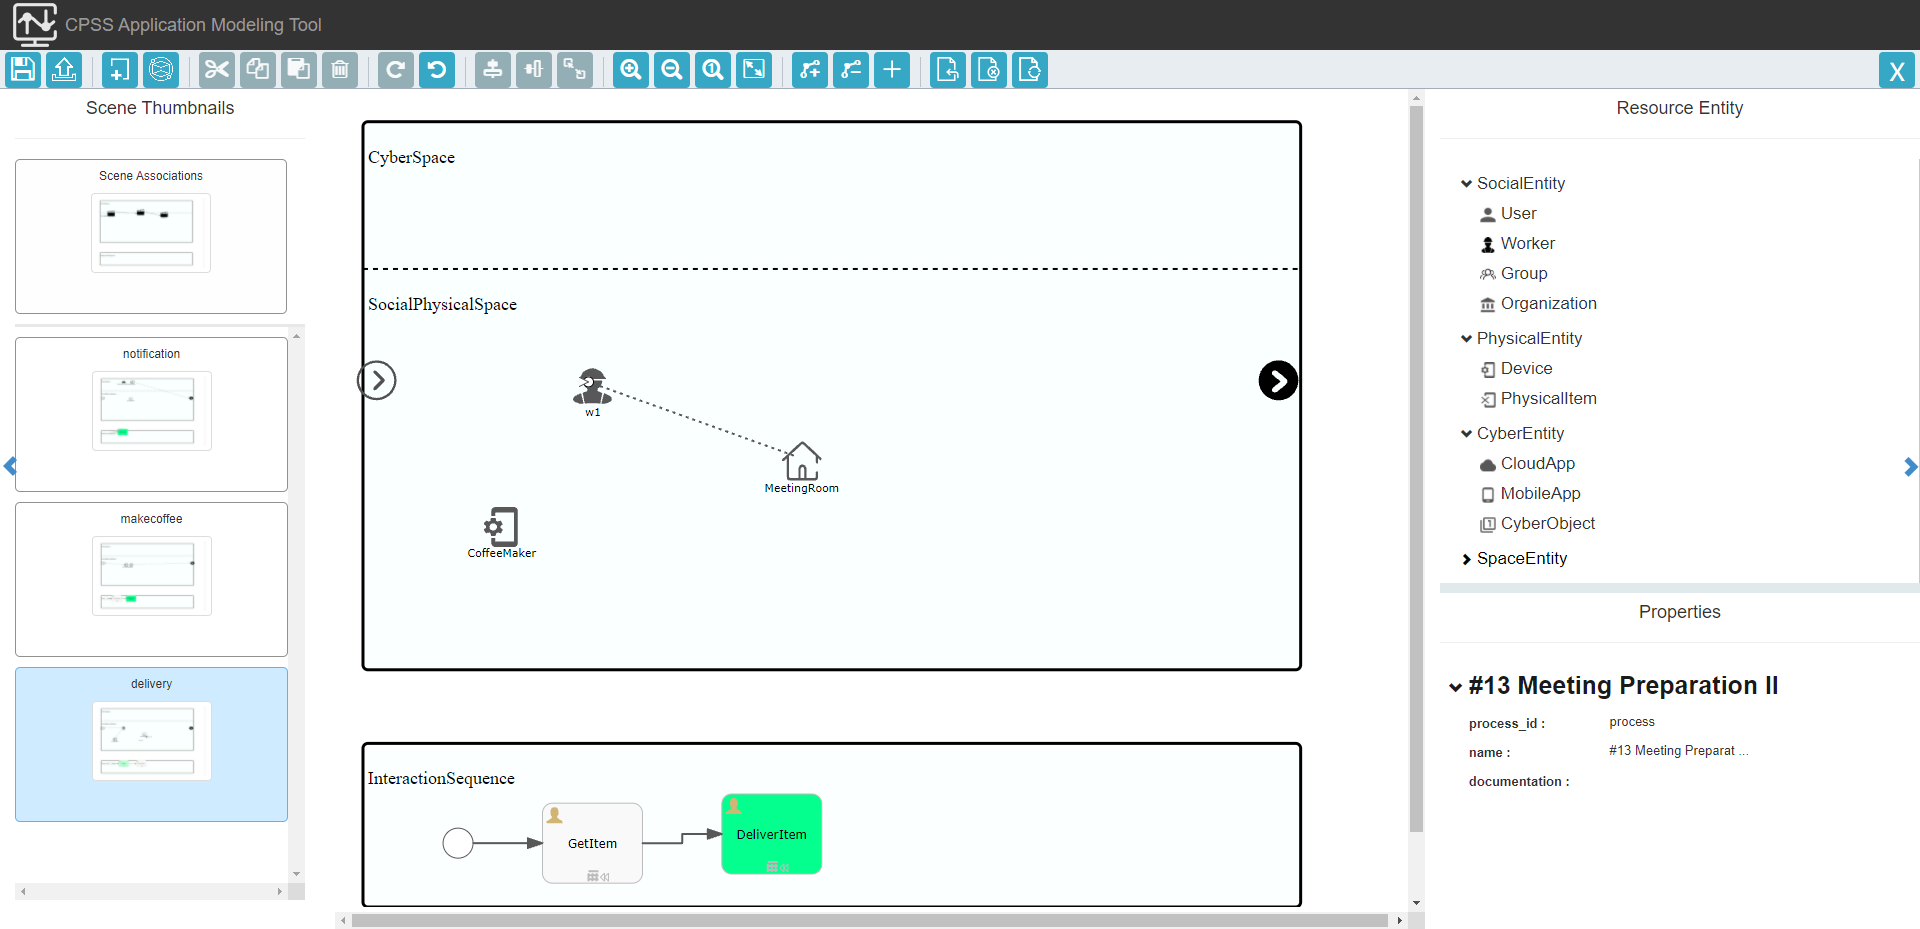 CPSS Application Modeling Tool
X
Scene Thumbnails
Scene Associations
notification
makecoffee
delivery
CyberSpace
SocialPhysicalSpace
w1
MeetingRoom
CoffeeMaker
InteractionSequence
GetItem
DeliverItem
Resource Entity
SocialEntity
User
Worker
Group
Organization
PhysicalEntity
Device
PhysicalItem
CyberEntity
CloudApp
MobileApp
CyberObject
SpaceEntity
Properties
#13 Meeting Preparation II
process_id : process
name : #13 Meeting Preparat ...
documentation :